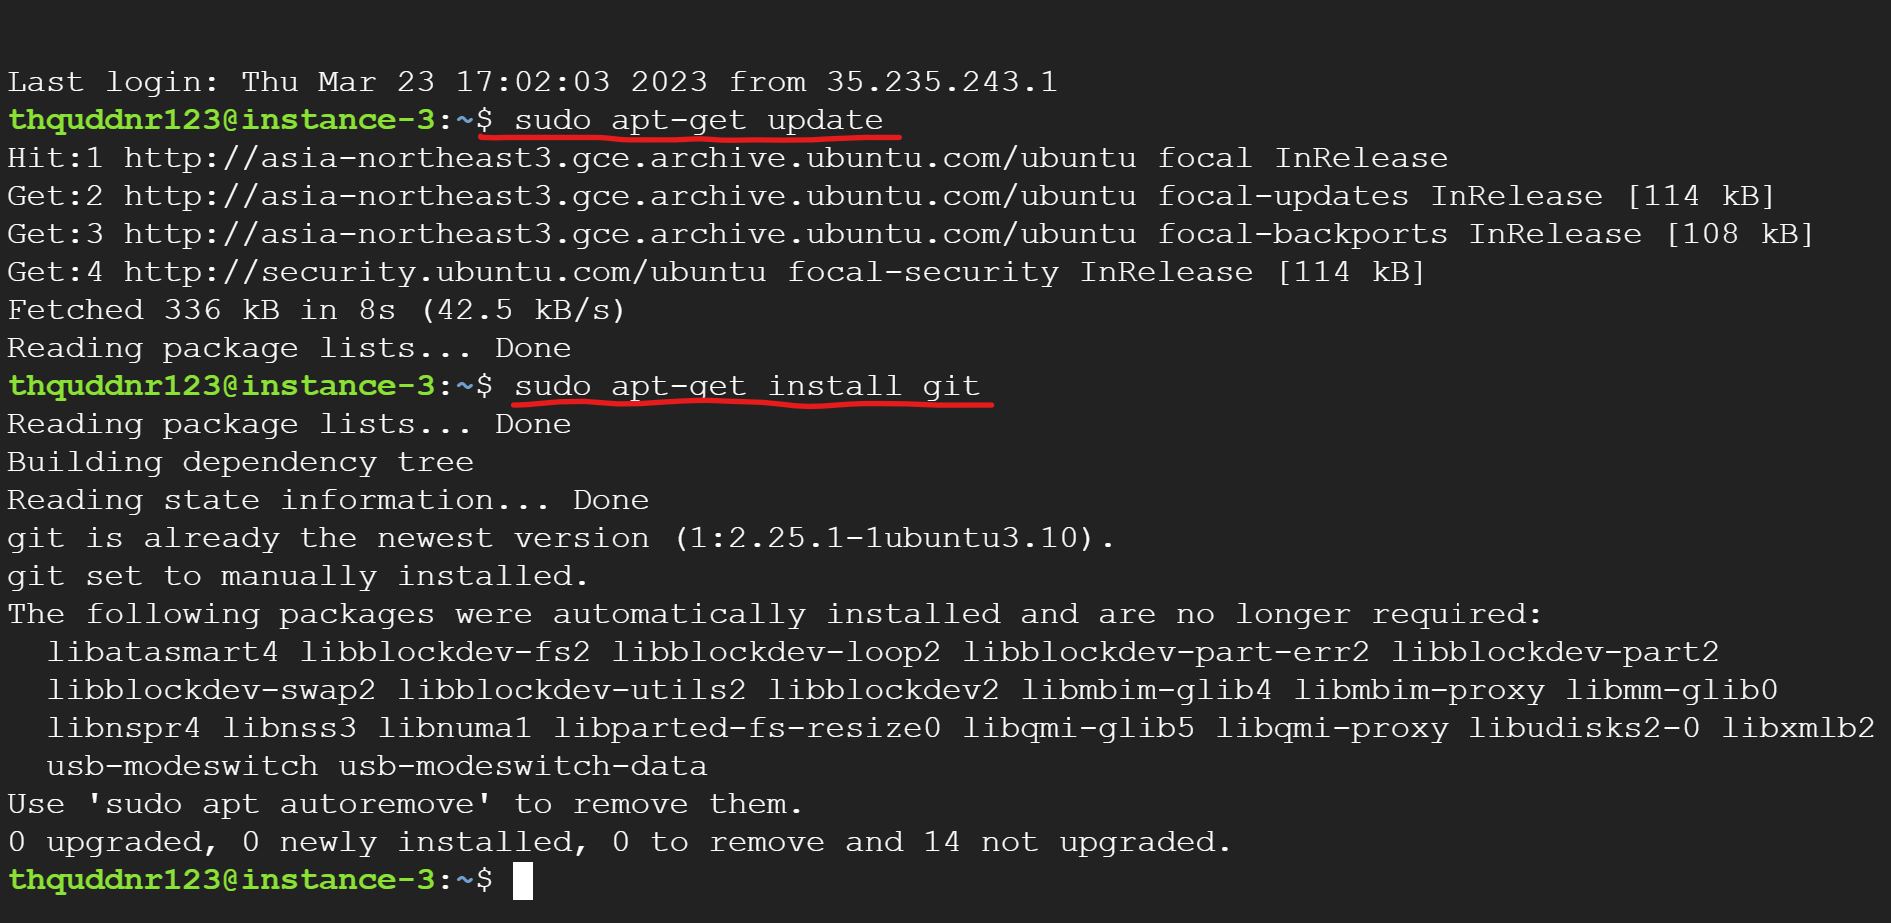 Last login: Thu Mar 23 17:02:03 2023 from 35.235.243.1
thquddnr123@instance-3:~$ sudo apt-get update
Hit:1 http://asia-northeast3.gce.archive.ubuntu.com/ubuntu focal InRelease
Get:2 http://asia-northeast3.gce.archive.ubuntu.com/ubuntu focal-updates InRelease [114 kB]
Get:3 http://asia-northeast3.gce.archive.ubuntu.com/ubuntu focal-backports InRelease [108 kB]
Get:4 http://security.ubuntu.com/ubuntu focal-security InRelease [114 kB]
Fetched 336 kB in 8s (42.5 kB/s)
Reading package lists... Done
thquddnr123@instance-3:~$ sudo apt-get install git
Reading package lists... Done
Building dependency tree
Reading state information... Done
git is already the newest version (1:2.25.1-1ubuntu3.10).
git set to manually installed.
The following packages were automatically installed and are no longer required:
  libatasmart4 libblockdev-fs2 libblockdev-loop2 libblockdev-part-err2 libblockdev-part2
  libblockdev-swap2 libblockdev-utils2 libblockdev2 libmbim-glib4 libmbim-proxy libmm-glib0
  libnspr4 libnss3 libnuma1 libparted-fs-resize0 libqmi-glib5 libqmi-proxy libudisks2-0 libxmlb2
  usb-modeswitch usb-modeswitch-data
Use 'sudo apt autoremove' to remove them.
0 upgraded, 0 newly installed, 0 to remove and 14 not upgraded.
thquddnr123@instance-3:~$